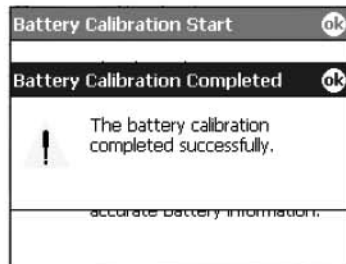 Battery Calibration Start ok
Battery Calibration Completed ok
The battery calibration
completed successfully.
accurate battery information.